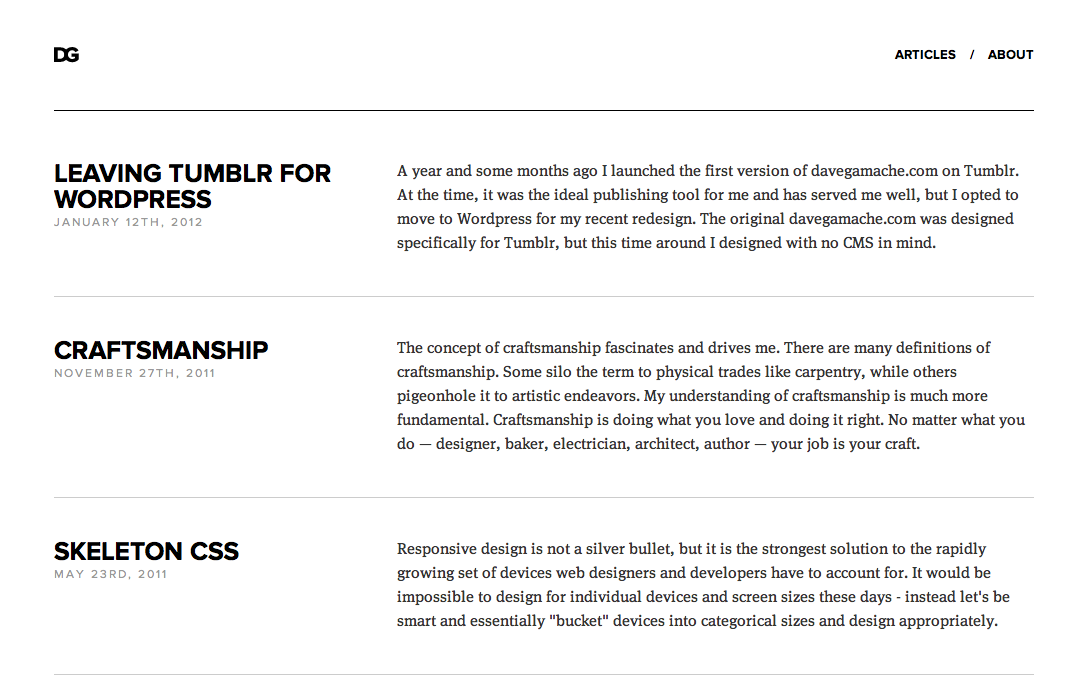 DG
ARTICLES / ABOUT
LEAVING TUMBLR FOR
WORDPRESS
JANUARY 12TH, 2012
A year and some months ago I launched the first version of davegamache.com on Tumblr.
At the time, it was the ideal publishing tool for me and has served me well, but I opted to
move to Wordpress for my recent redesign. The original davegamache.com was designed
specifically for Tumblr, but this time around I designed with no CMS in mind.
CRAFTSMANSHIP
NOVEMBER 27TH, 2011
The concept of craftsmanship fascinates and drives me. There are many definitions of
craftsmanship. Some silo the term to physical trades like carpentry, while others
pigeonhole it to artistic endeavors. My understanding of craftsmanship is much more
fundamental. Craftsmanship is doing what you love and doing it right. No matter what you
do — designer, baker, electrician, architect, author — your job is your craft.
SKELETON CSS
MAY 23RD, 2011
Responsive design is not a silver bullet, but it is the strongest solution to the rapidly
growing set of devices web designers and developers have to account for. It would be
impossible to design for individual devices and screen sizes these days - instead let's be
smart and essentially "bucket" devices into categorical sizes and design appropriately.